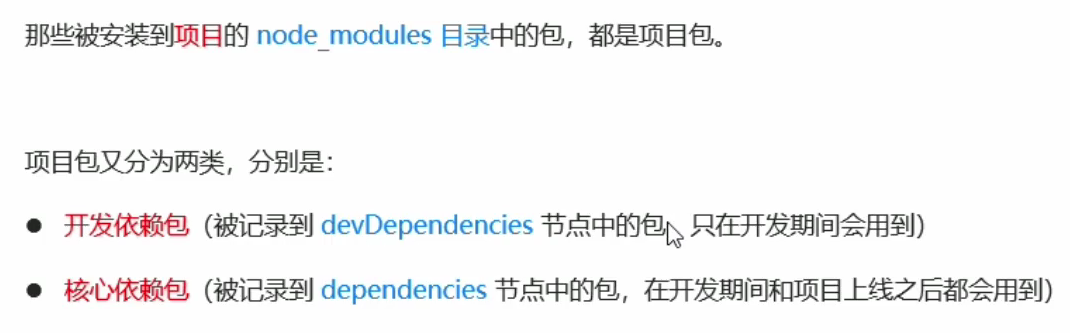 那些被安装到项目的 node_modules 目录中的包，都是项目包。
项目包又分为两类，分别是：
● 开发依赖包（被记录到 devDependencies 节点中的包，只在开发期间会用到）
● 核心依赖包（被记录到 dependencies 节点中的包，在开发期间和项目上线之后都会用到）